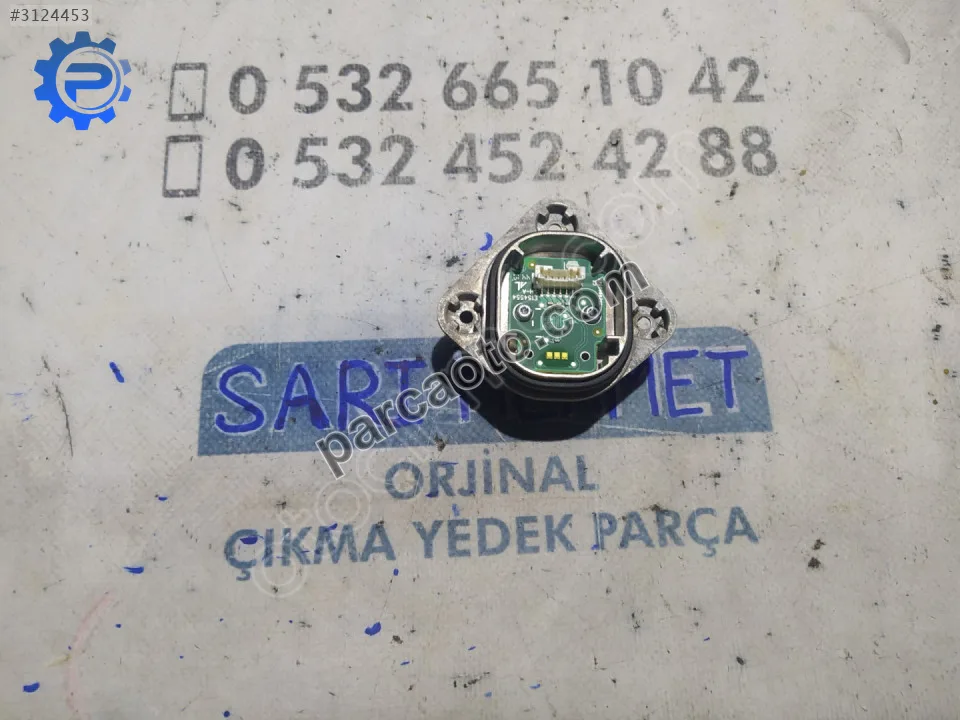 #3124453
0 532 665 10 42
0 532 452 42 88
parcaoto.com
ORJİNAL
ÇIKMA YEDEK PARÇA